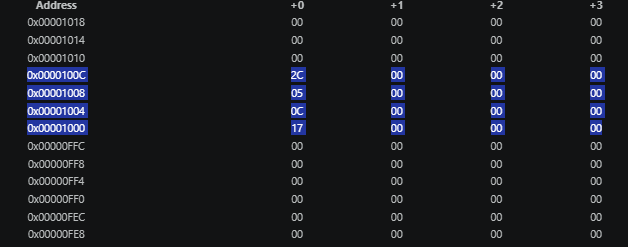 Address +0 +1 +2 +3
0x00001018 00 00 00 00
0x00001014 00 00 00 00
0x00001010 00 00 00 00
0x0000100C 2C 00 00 00
0x00001008 05 00 00 00
0x00001004 0C 00 00 00
0x00001000 17 00 00 00
0x00000FFC 00 00 00 00
0x00000FF8 00 00 00 00
0x00000FF4 00 00 00 00
0x00000FF0 00 00 00 00
0x00000FEC 00 00 00 00
0x00000FE8 00 00 00 00